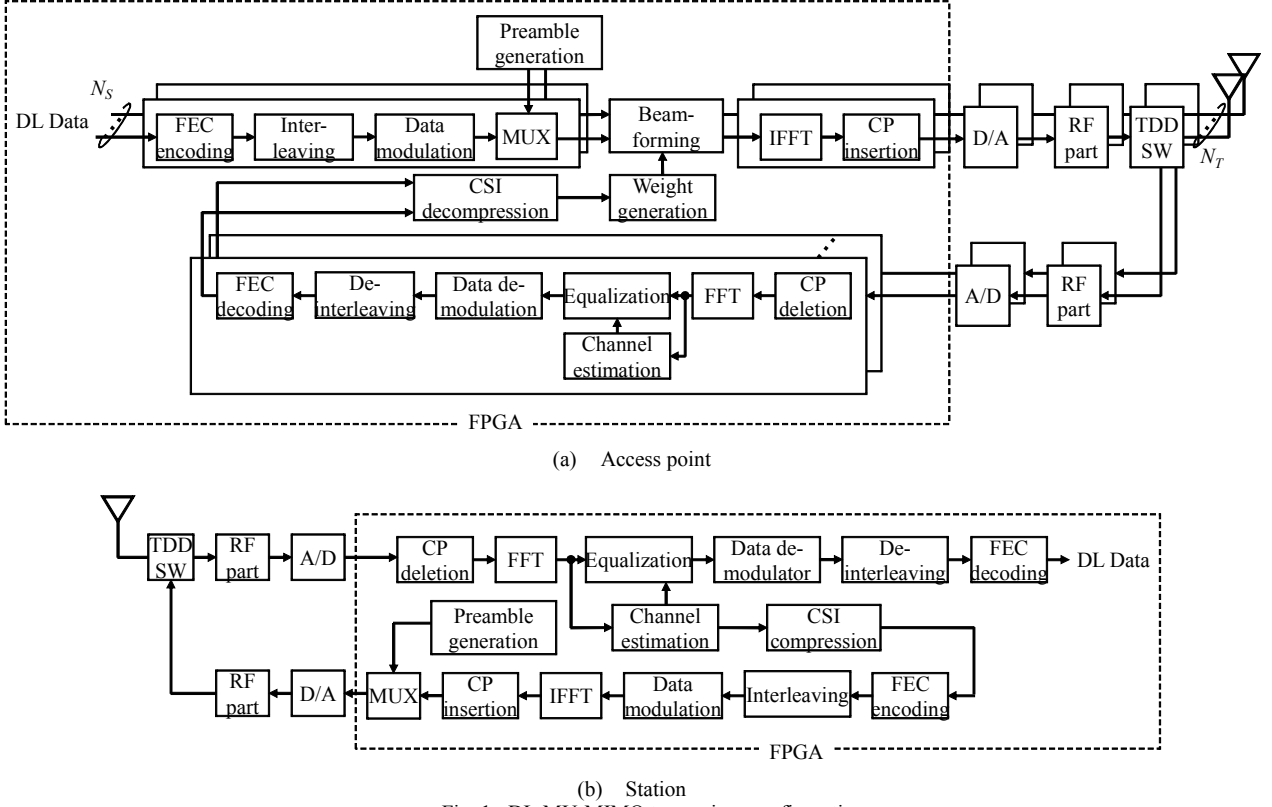 Preamble
generation
N_S
DL Data
FEC
encoding
Inter-
leaving
Data
modulation
MUX
Beam-
forming
IFFT
CP
insertion
D/A
RF
part
TDD
SW
N_T
CSI
decompression
Weight
generation
FEC
decoding
De-
interleaving
Data de-
modulation
Equalization
FFT
CP
deletion
A/D
RF
part
Channel
estimation
FPGA
(a) Access point
TDD
SW
RF
part
A/D
CP
deletion
FFT
Equalization
Data de-
modulator
De-
interleaving
FEC
decoding
DL Data
Preamble
generation
Channel
estimation
CSI
compression
RF
part
D/A
MUX
CP
insertion
IFFT
Data
modulation
Interleaving
FEC
encoding
FPGA
(b) Station